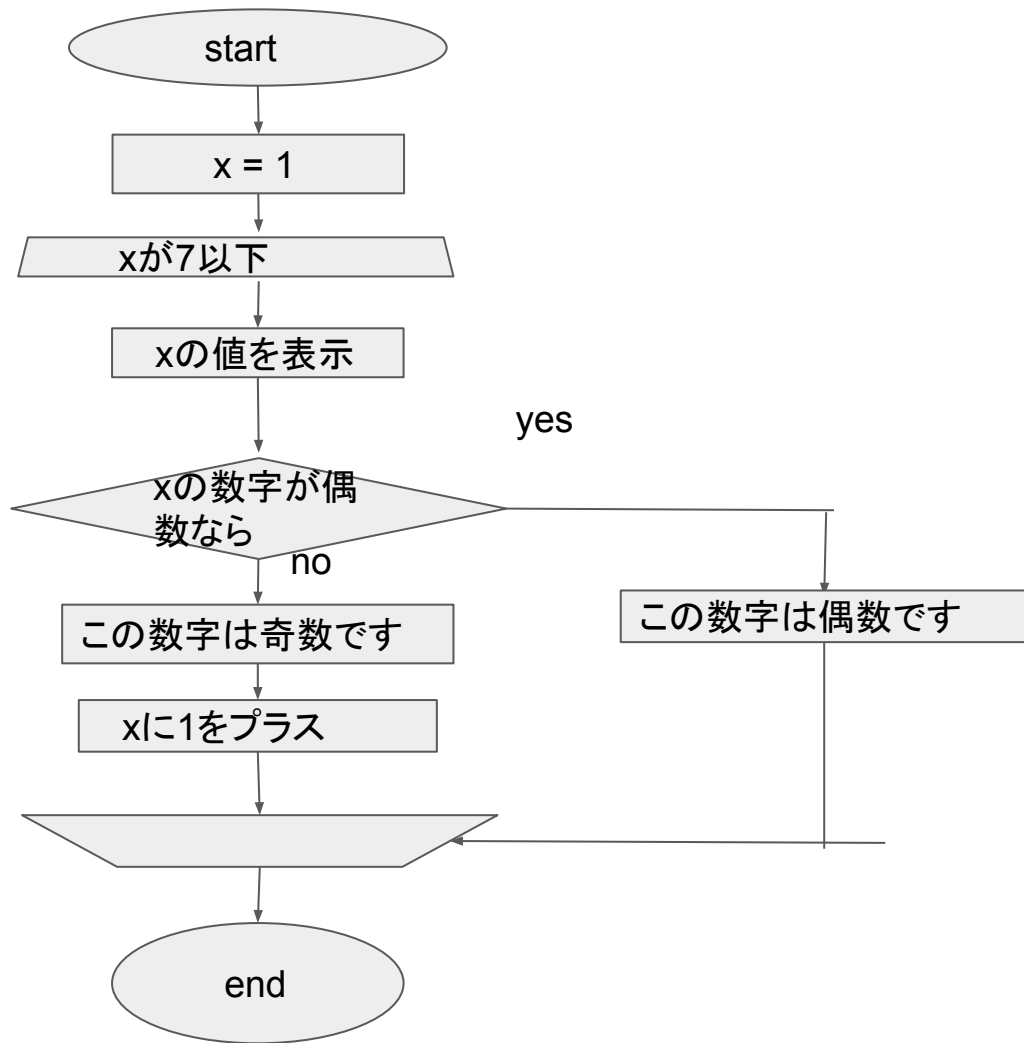 start
x = 1
xが7以下
xの値を表示
yes
xの数字が偶
数なら
no
この数字は奇数です
この数字は偶数です
xに1をプラス
end